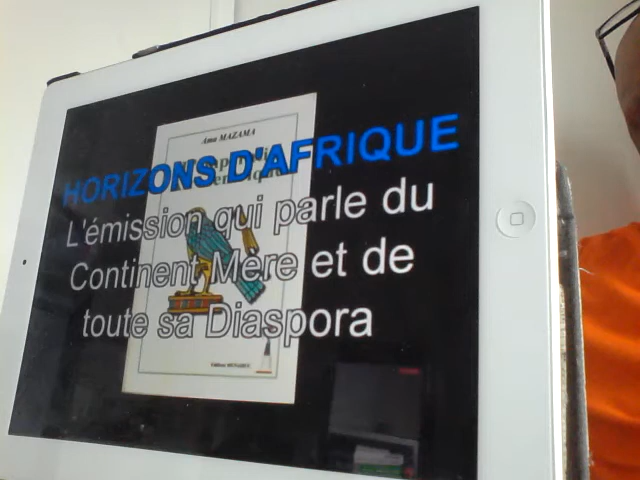 Ama MAZAMA
HORIZONS D'AFRIQUE
L'émission qui parle du
Continent Mère et de
toute sa Diaspora